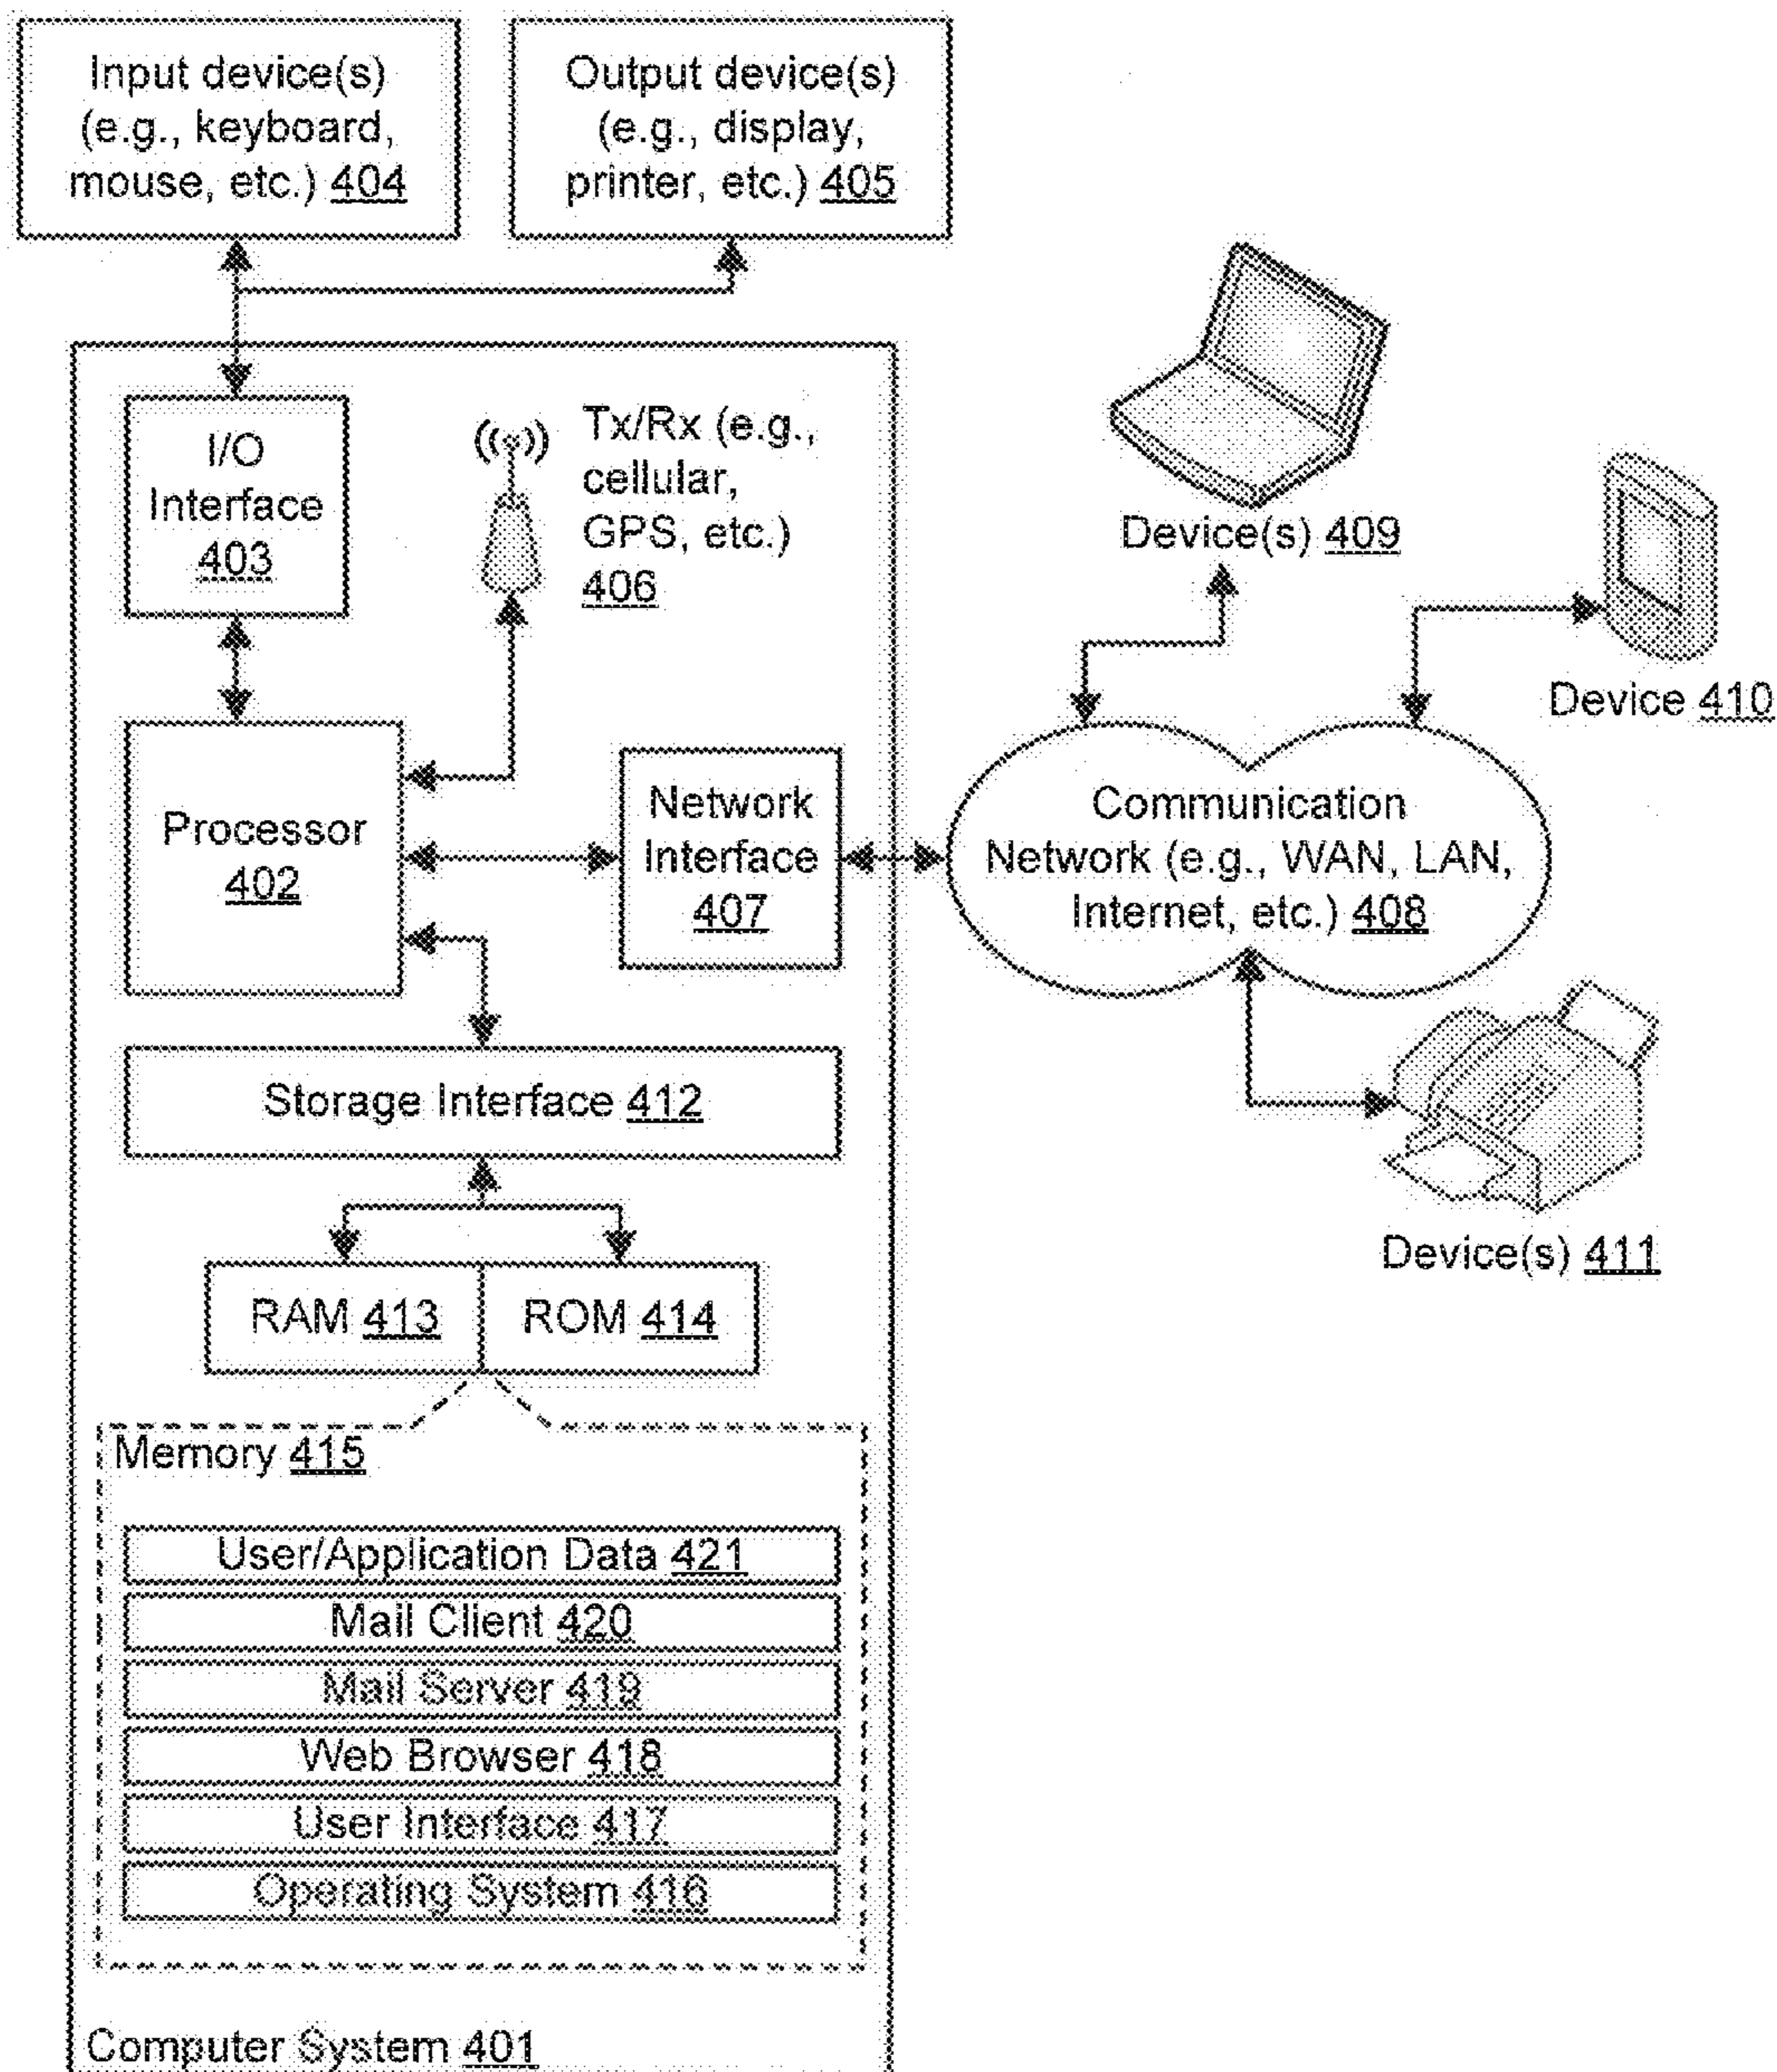 Input device(s)
(e.g., keyboard,
mouse, etc.) 404
Output device(s)
(e.g., display,
printer, etc.) 405
I/O
Interface
403
Tx/Rx (e.g.,
cellular,
GPS, etc.)
406
Device(s) 409
Device 410
Processor
402
Network
Interface
407
Communication
Network (e.g., WAN, LAN,
Internet, etc.) 408
Storage Interface 412
Device(s) 411
RAM 413
ROM 414
Memory 415
User/Application Data 421
Mail Client 420
Mail Server 419
Web Browser 418
User Interface 417
Operating System 416
Computer System 401